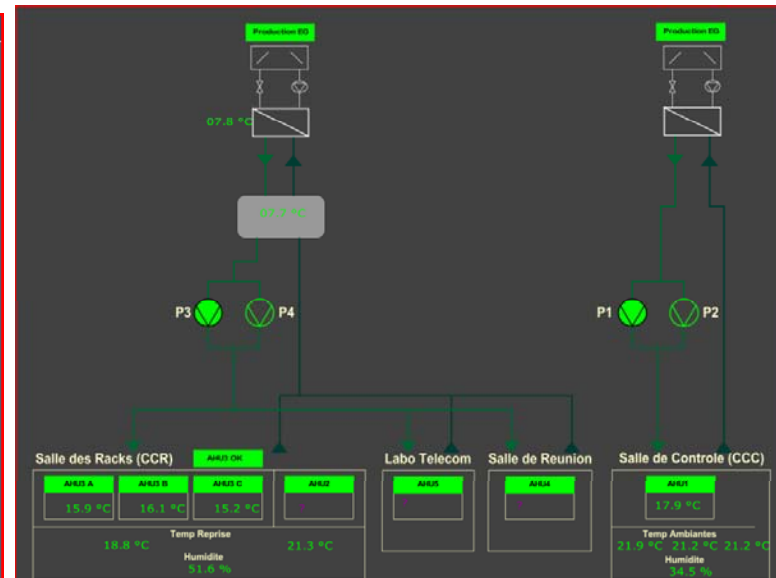 Production EG
Production EG
07.8 °C
07.7 °C
P3
P4
P1
P2
Salle des Racks (CCR)
AHU3 OK
Labo Telecom
Salle de Reunion
Salle de Controle (CCC)
AHU3 A
AHU3 B
AHU3 C
AHU2
AHU5
AHU4
AHU1
15.9 °C
16.1 °C
15.2 °C
17.9 °C
Temp Reprise
18.8 °C
21.3 °C
Humidite
51.6 %
Temp Ambiantes
21.9 °C 21.2 °C 21.2 °C
Humidite
34.5 %